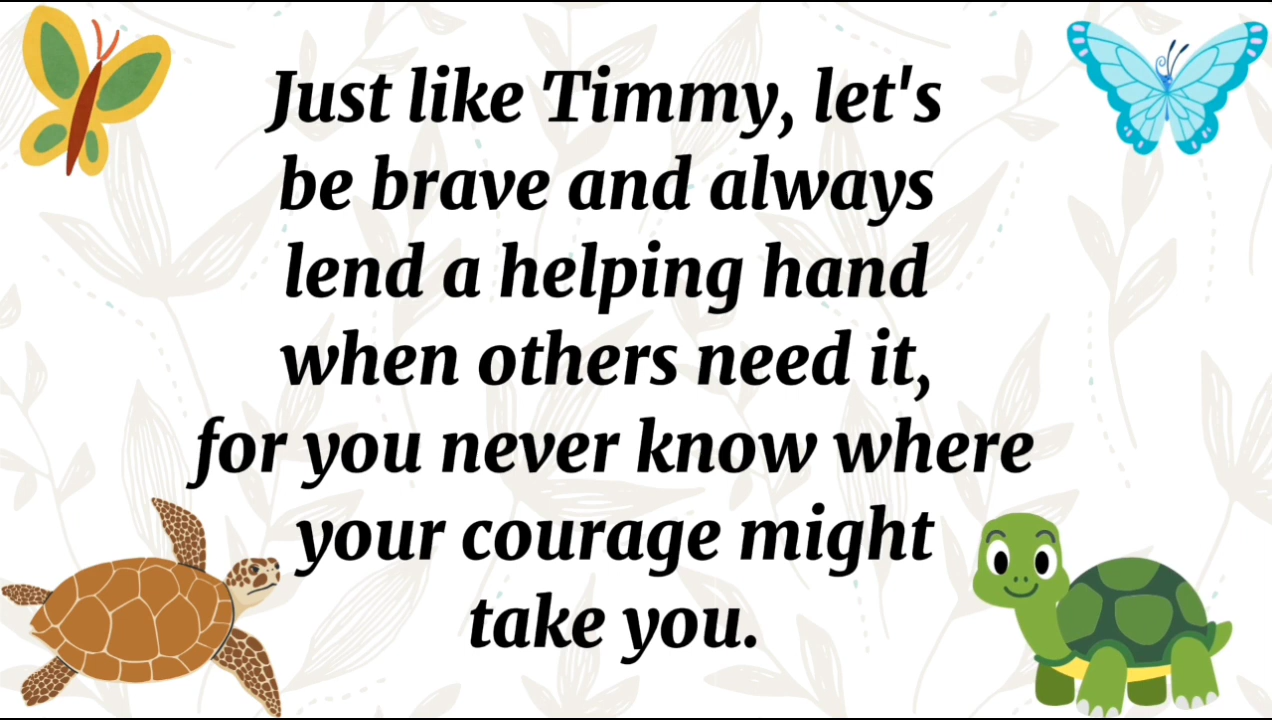 Just like Timmy, let's
be brave and always
lend a helping hand
when others need it,
for you never know where
your courage might
take you.